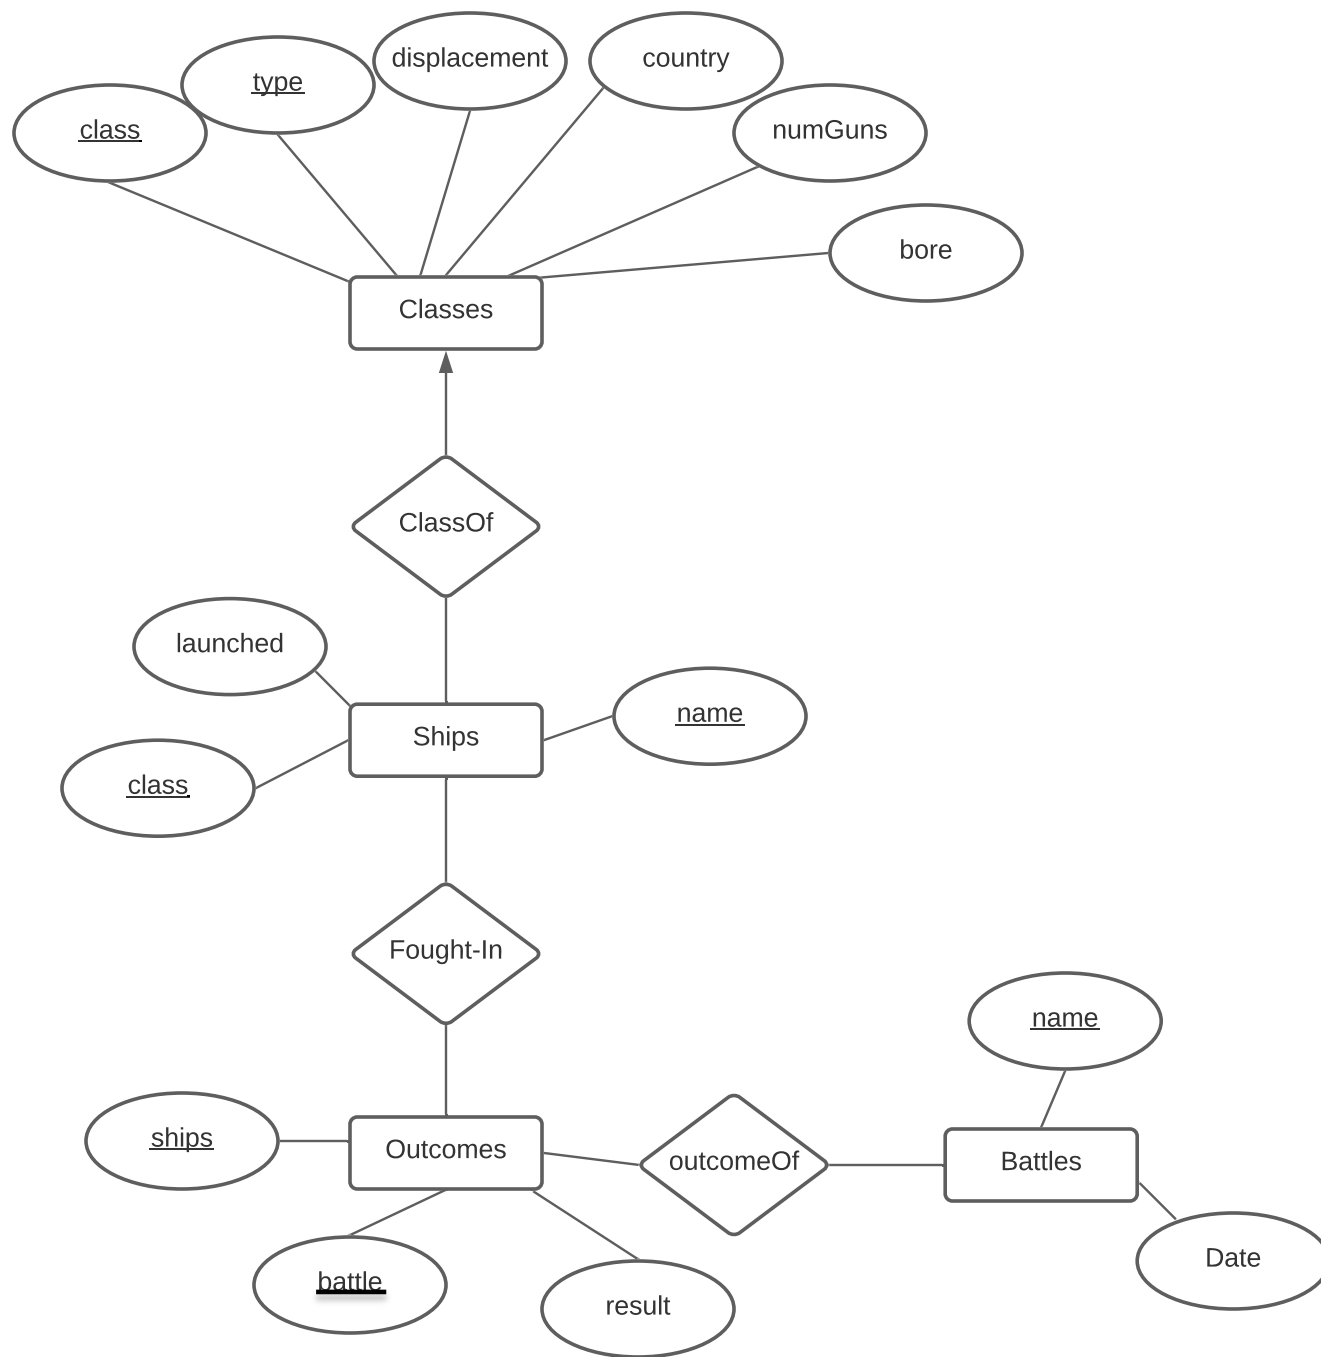 displacement
country
type
class
numGuns
bore
Classes
ClassOf
launched
name
Ships
class
Fought-In
name
ships
Outcomes
outcomeOf
Battles
Date
battle
result